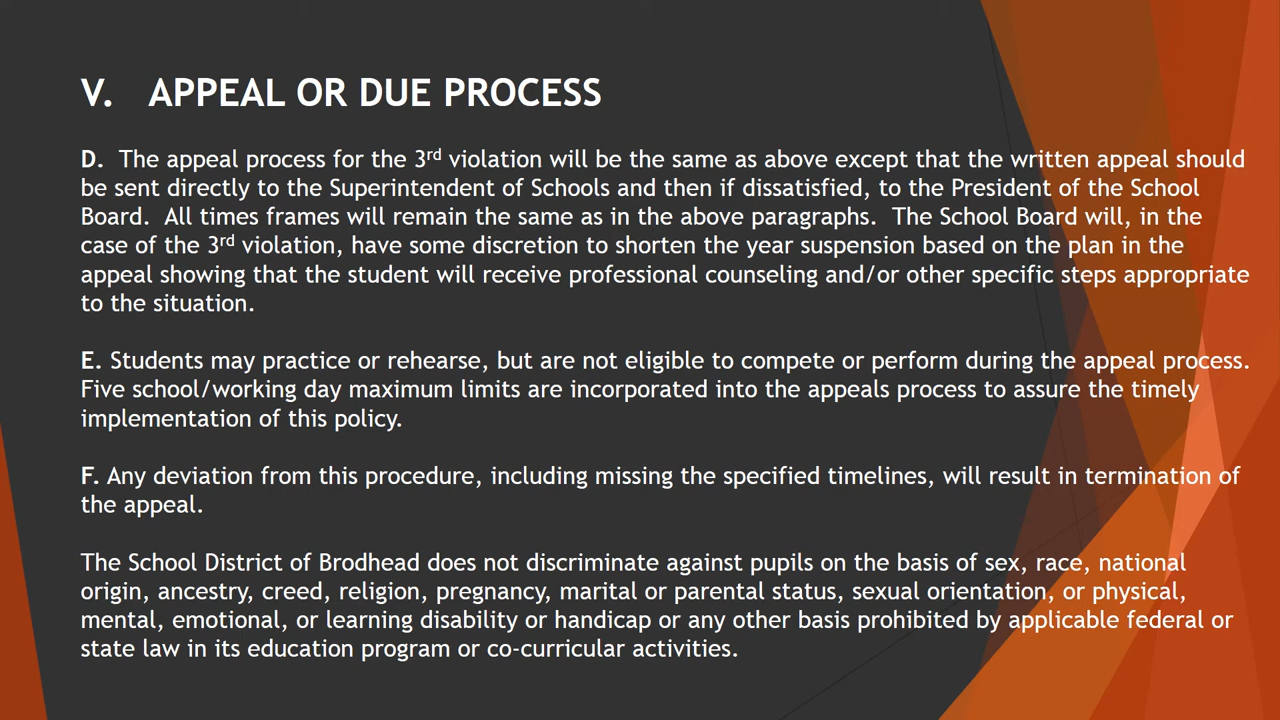 V. APPEAL OR DUE PROCESS
D. The appeal process for the 3rd violation will be the same as above except that the written appeal should
be sent directly to the Superintendent of Schools and then if dissatisfied, to the President of the School
Board. All times frames will remain the same as in the above paragraphs. The School Board will, in the
case of the 3rd violation, have some discretion to shorten the year suspension based on the plan in the
appeal showing that the student will receive professional counseling and/or other specific steps appropriate
to the situation.
E. Students may practice or rehearse, but are not eligible to compete or perform during the appeal process.
Five school/working day maximum limits are incorporated into the appeals process to assure the timely
implementation of this policy.
F. Any deviation from this procedure, including missing the specified timelines, will result in termination of
the appeal.
The School District of Brodhead does not discriminate against pupils on the basis of sex, race, national
origin, ancestry, creed, religion, pregnancy, marital or parental status, sexual orientation, or physical,
mental, emotional, or learning disability or handicap or any other basis prohibited by applicable federal or
state law in its education program or co-curricular activities.